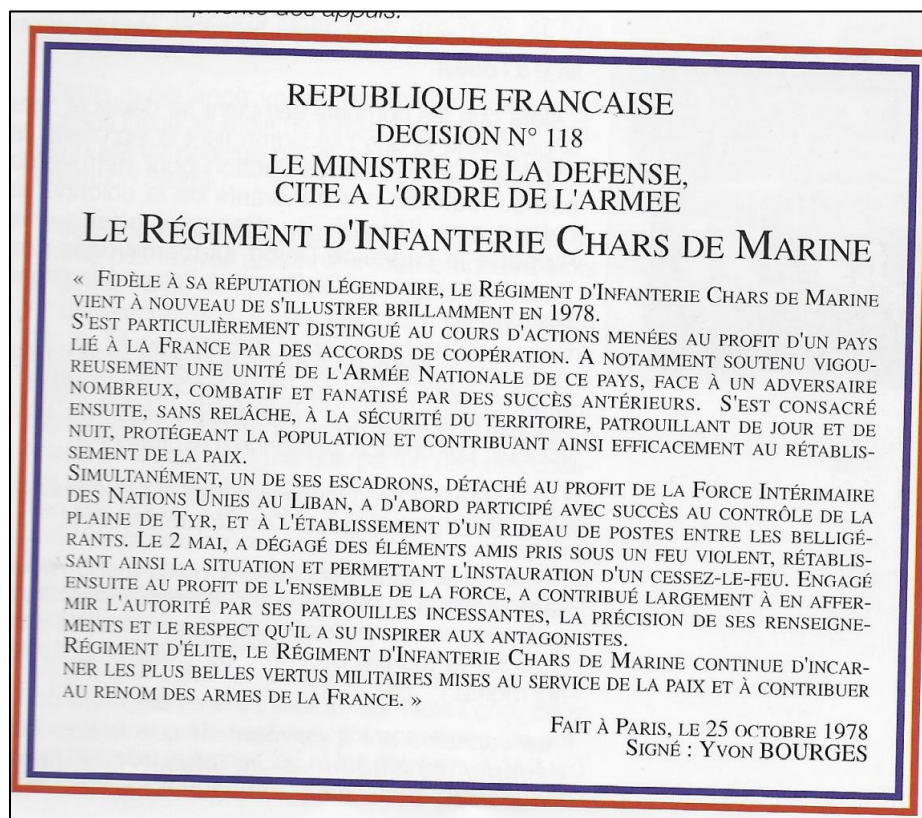 des appuis.
REPUBLIQUE FRANCAISE
DECISION N° 118
LE MINISTRE DE LA DEFENSE,
CITE A L'ORDRE DE L'ARMEE
LE RÉGIMENT D'INFANTERIE CHARS DE MARINE
« FIDÈLE À SA RÉPUTATION LÉGENDAIRE, LE RÉGIMENT D'INFANTERIE CHARS DE MARINE
VIENT À NOUVEAU DE S'ILLUSTRER BRILLAMMENT EN 1978.
S'EST PARTICULIÈREMENT DISTINGUÉ AU COURS D'ACTIONS MENÉES AU PROFIT D'UN PAYS
LIÉ À LA FRANCE PAR DES ACCORDS DE COOPÉRATION. A NOTAMMENT SOUTENU VIGOU-
REUSEMENT UNE UNITÉ DE L'ARMÉE NATIONALE DE CE PAYS, FACE À UN ADVERSAIRE
NOMBREUX, COMBATIF ET FANATISÉ PAR DES SUCCÈS ANTÉRIEURS. S'EST CONSACRÉ
ENSUITE, SANS RELÂCHE, À LA SÉCURITÉ DU TERRITOIRE, PATROUILLANT DE JOUR ET DE
NUIT, PROTÉGEANT LA POPULATION ET CONTRIBUANT AINSI EFFICACEMENT AU RÉTABLIS-
SEMENT DE LA PAIX.
SIMULTANÉMENT, UN DE SES ESCADRONS, DÉTACHÉ AU PROFIT DE LA FORCE INTÉRIMAIRE
DES NATIONS UNIES AU LIBAN, A D'ABORD PARTICIPÉ AVEC SUCCÈS AU CONTRÔLE DE LA
PLAINE DE TYR, ET À L'ÉTABLISSEMENT D'UN RIDEAU DE POSTES ENTRE LES BELLIGÉ-
RANTS. LE 2 MAI, A DÉGAGÉ DES ÉLÉMENTS AMIS PRIS SOUS UN FEU VIOLENT, RÉTABLIS-
SANT AINSI LA SITUATION ET PERMETTANT L'INSTAURATION D'UN CESSEZ-LE-FEU. ENGAGÉ
ENSUITE AU PROFIT DE L'ENSEMBLE DE LA FORCE, A CONTRIBUÉ LARGEMENT À EN AFFER-
MIR L'AUTORITÉ PAR SES PATROUILLES INCESSANTES, LA PRÉCISION DE SES RENSEIGNE-
MENTS ET LE RESPECT QU'IL A SU INSPIRER AUX ANTAGONISTES.
RÉGIMENT D'ÉLITE, LE RÉGIMENT D'INFANTERIE CHARS DE MARINE CONTINUE D'INCAR-
NER LES PLUS BELLES VERTUS MILITAIRES MISES AU SERVICE DE LA PAIX ET À CONTRIBUER
AU RENOM DES ARMES DE LA FRANCE. »
FAIT À PARIS, LE 25 OCTOBRE 1978
SIGNÉ : YVON BOURGES